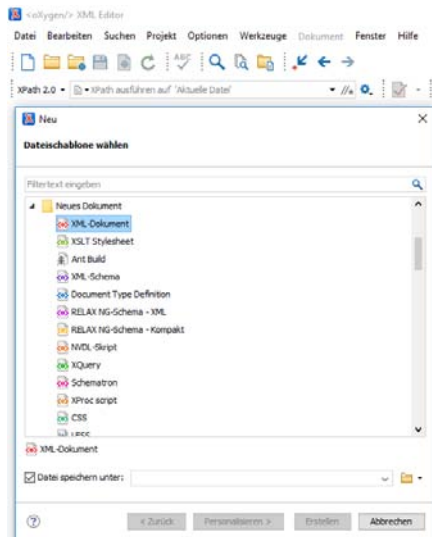 <oXygen/> XML Editor
Datei Bearbeiten Suchen Projekt Optionen Werkzeuge Dokument Fenster Hilfe
XPath 2.0 XPath ausführen auf 'Aktuelle Datei'
Neu
Dateischablone wählen
Filtertext eingeben
Neues Dokument
XML-Dokument
XSLT Stylesheet
Ant Build
XML-Schema
Document Type Definition
RELAX NG-Schema - XML
RELAX NG-Schema - Kompakt
NVDL-Skript
XQuery
Schematron
XProc script
CSS
LESS
XML-Dokument
Datei speichern unter:
< Zurück Personalisieren > Erstellen Abbrechen